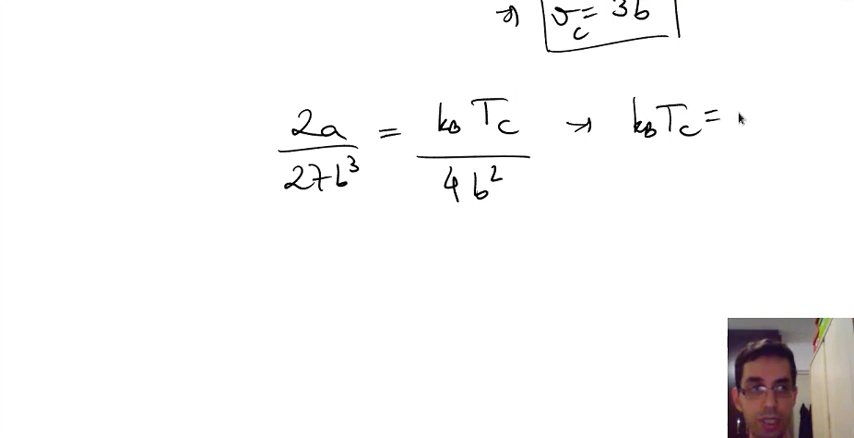 → v_c = 3b
2a/27b³ = k_B T_c/4b² → k_B T_c =